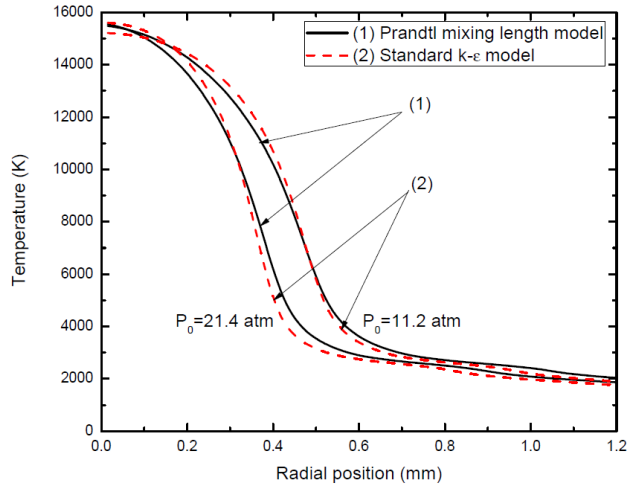 16000
14000
12000
10000
8000
6000
4000
2000
0
Temperature (K)
(1) Prandtl mixing length model
(2) Standard k-ε model
(1)
(2)
P₀=21.4 atm
P₀=11.2 atm
0.0 0.2 0.4 0.6 0.8 1.0 1.2
Radial position (mm)